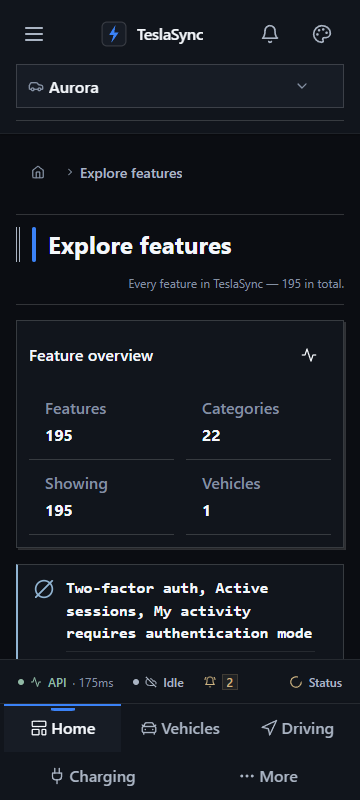 TeslaSync
Aurora
Explore features
Explore features
Every feature in TeslaSync — 195 in total.
Feature overview
Features
Categories
195
22
Showing
Vehicles
195
1
Two-factor auth, Active
sessions, My activity
requires authentication mode
API · 175ms
Idle
2
Status
Home
Vehicles
Driving
Charging
More